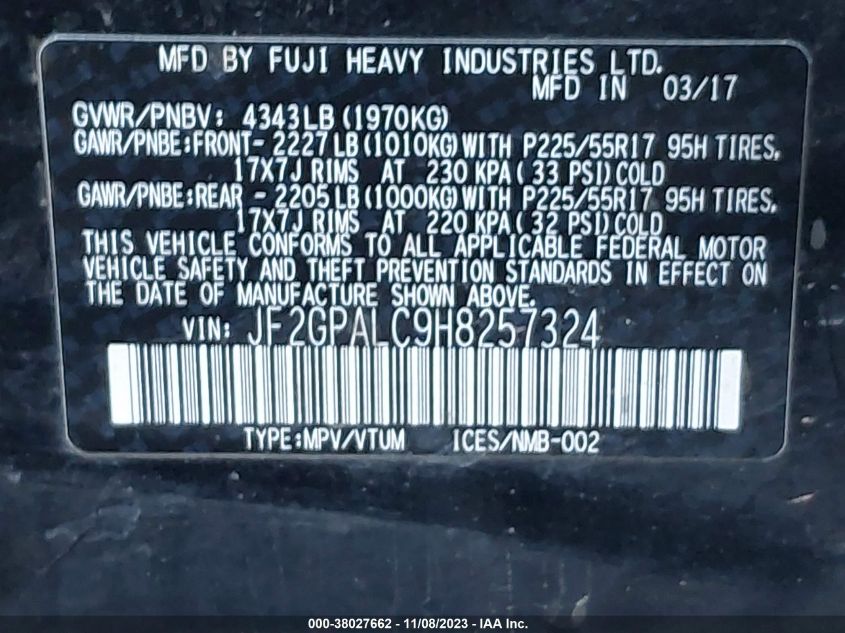 MFD BY FUJI HEAVY INDUSTRIES LTD.
MFD IN 03/17
GVWR/PNBV: 4343LB (1970KG)
GAWR/PNBE:FRONT- 2227 LB (1010KG) WITH P225/55R17 95H TIRES,
17X7J RIMS AT 230 KPA( 33 PSI) COLD
GAWR/PNBE:REAR - 2205 LB (1000KG) WITH P225/55R17 95H TIRES,
17X7J RIMS AT 220 KPA( 32 PSI) COLD
THIS VEHICLE CONFORMS TO ALL APPLICABLE FEDERAL MOTOR
VEHICLE SAFETY AND THEFT PREVENTION STANDARDS IN EFFECT ON
THE DATE OF MANUFACTURE SHOWN ABOVE.
VIN: JF2GPALC9H8257324
TYPE:MPV/VTUM ICES/NMB-002
000-38027662 - 11/08/2023 - IAA Inc.